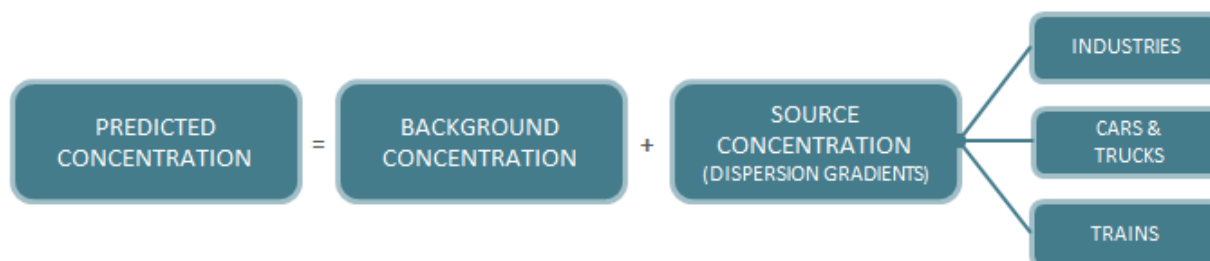 PREDICTED
CONCENTRATION
=
BACKGROUND
CONCENTRATION
+
SOURCE
CONCENTRATION
(DISPERSION GRADIENTS)
INDUSTRIES
CARS &
TRUCKS
TRAINS